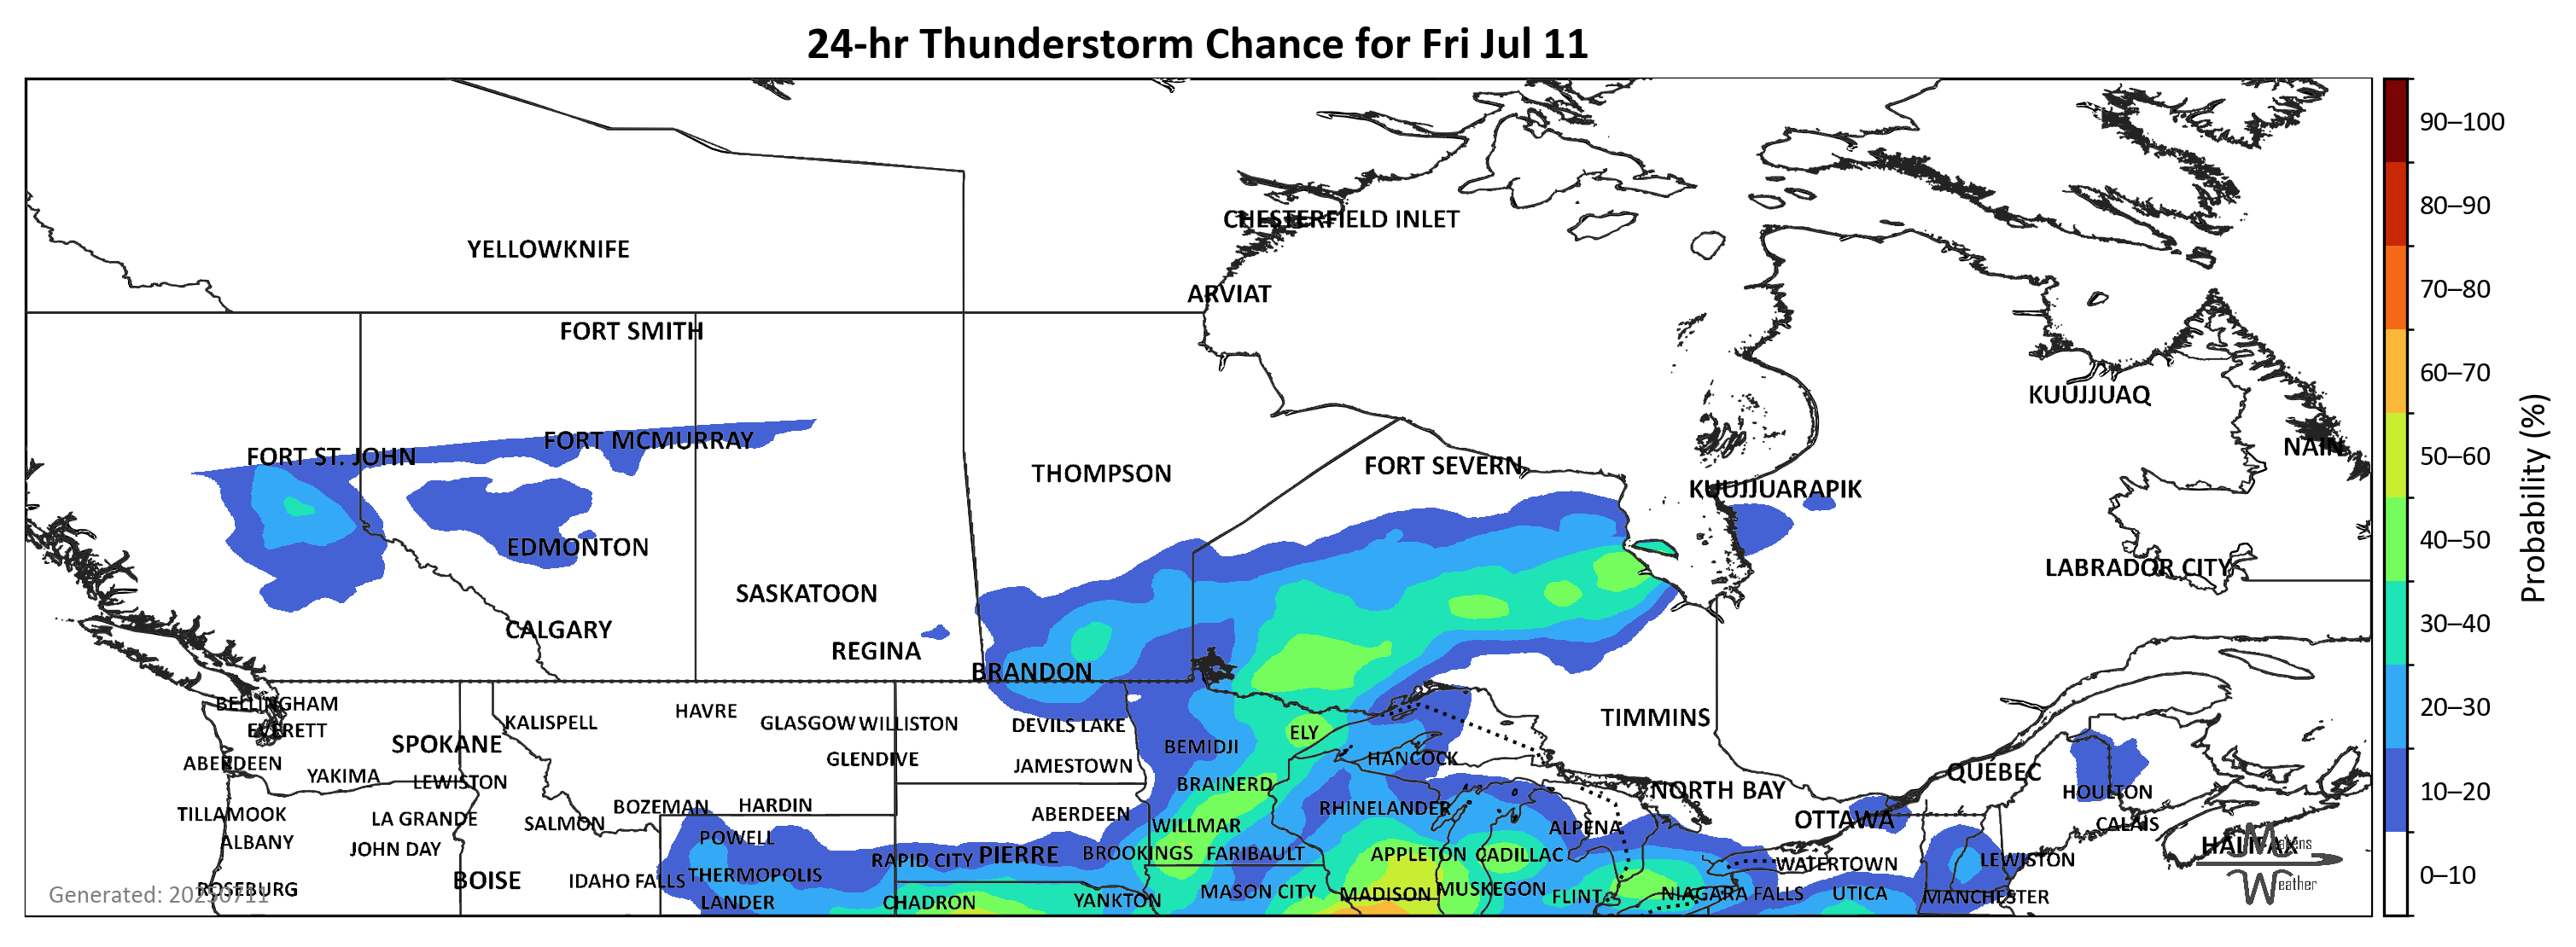 24-hr Thunderstorm Chance for Fri Jul 11
90–100
80–90
CHESTERFIELD INLET
YELLOWKNIFE
70–80
ARVIAT
FORT SMITH
60–70
KUUJJUAQ
FORT MCMURRAY
NAIN
50–60
FORT ST. JOHN
FORT SEVERN
THOMPSON
KUUJJUARAPIK
Probability (%)
40–50
EDMONTON
LABRADOR CITY
SASKATOON
30–40
CALGARY
REGINA
BRANDON
BELLINGHAM
20–30
HAVRE
TIMMINS
KALISPELL
GLASGOW
WILLISTON
DEVILS LAKE
EVERETT
ELY
SPOKANE
BEMIDJI
HANCOCK
GLENDIVE
ABERDEEN
JAMESTOWN
QUÉBEC
YAKIMA
LEWISTON
BRAINERD
NORTH BAY
HOULTON
10–20
BOZEMAN
HARDIN
RHINELANDER
TILLAMOOK
LA GRANDE
SALMON
ABERDEEN
WILLMAR
ALPENA
OTTAWA
CALAIS
POWELL
ALBANY
JOHN DAY
HALIFAX
Makens
RAPID CITY
PIERRE
BROOKINGS
FARIBAULT
APPLETON
CADILLAC
WATERTOWN
LEWISTON
BOISE
IDAHO FALLS
THERMOPOLIS
0–10
Weather
ROSEBURG
Generated: 20250711
LANDER
CHADRON
YANKTON
MASON CITY
MADISON
MUSKEGON
FLINT
NIAGARA FALLS
UTICA
MANCHESTER